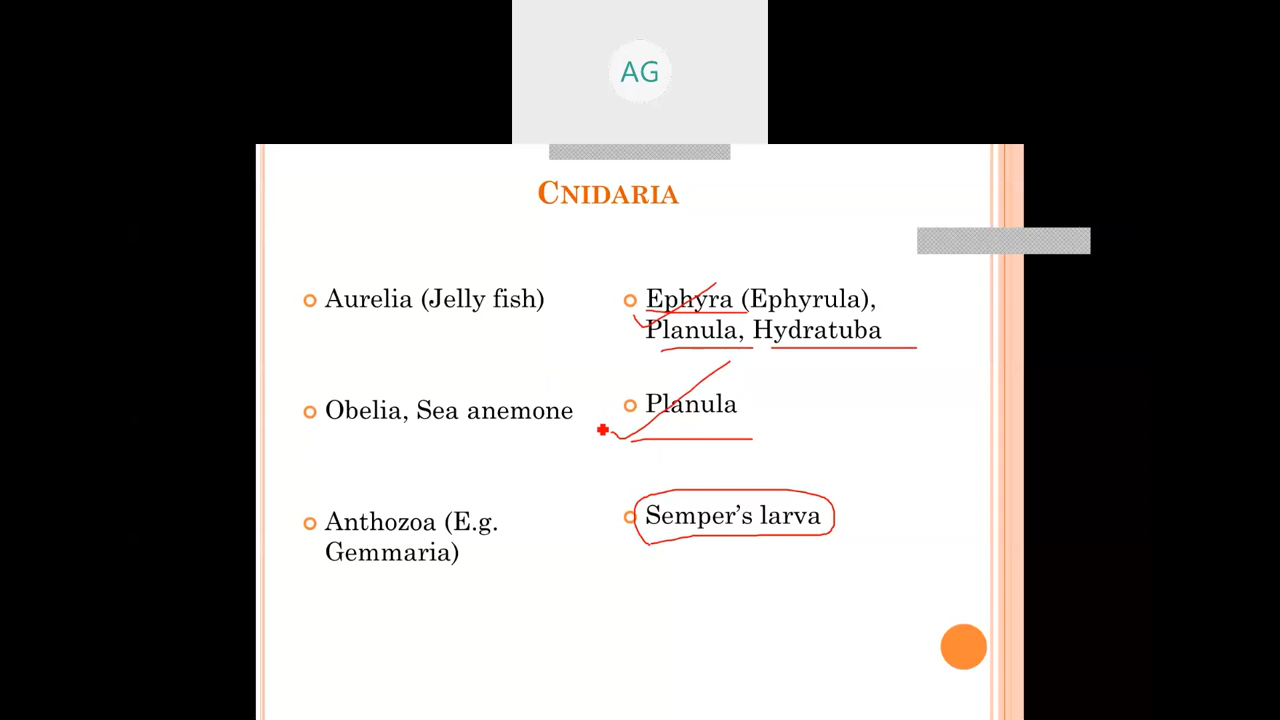 AG
CNIDARIA
Aurelia (Jelly fish)
Ephyra (Ephyrula),
Planula, Hydratuba
Obelia, Sea anemone
Planula
Anthozoa (E.g.
Gemmaria)
Semper's larva